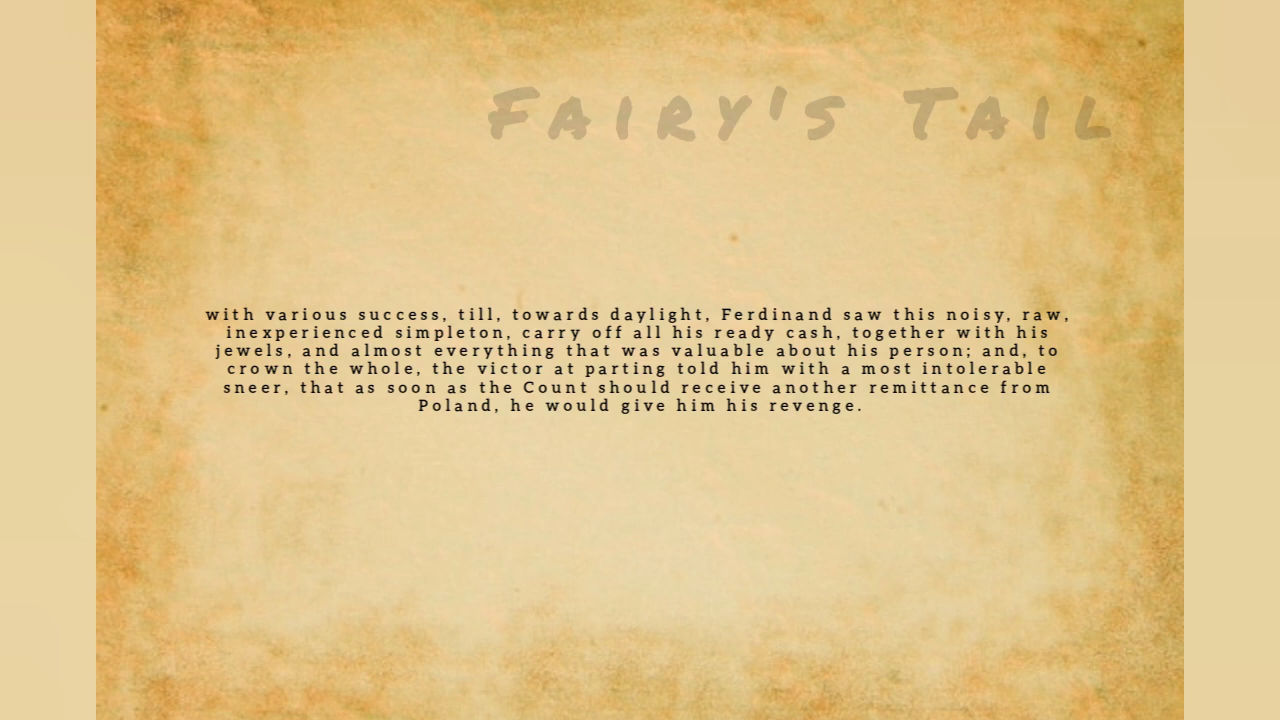 Fairy's Tail
with various success, till, towards daylight, Ferdinand saw this noisy, raw,
inexperienced simpleton, carry off all his ready cash, together with his
jewels, and almost everything that was valuable about his person; and, to
crown the whole, the victor at parting told him with a most intolerable
sneer, that as soon as the Count should receive another remittance from
Poland, he would give him his revenge.